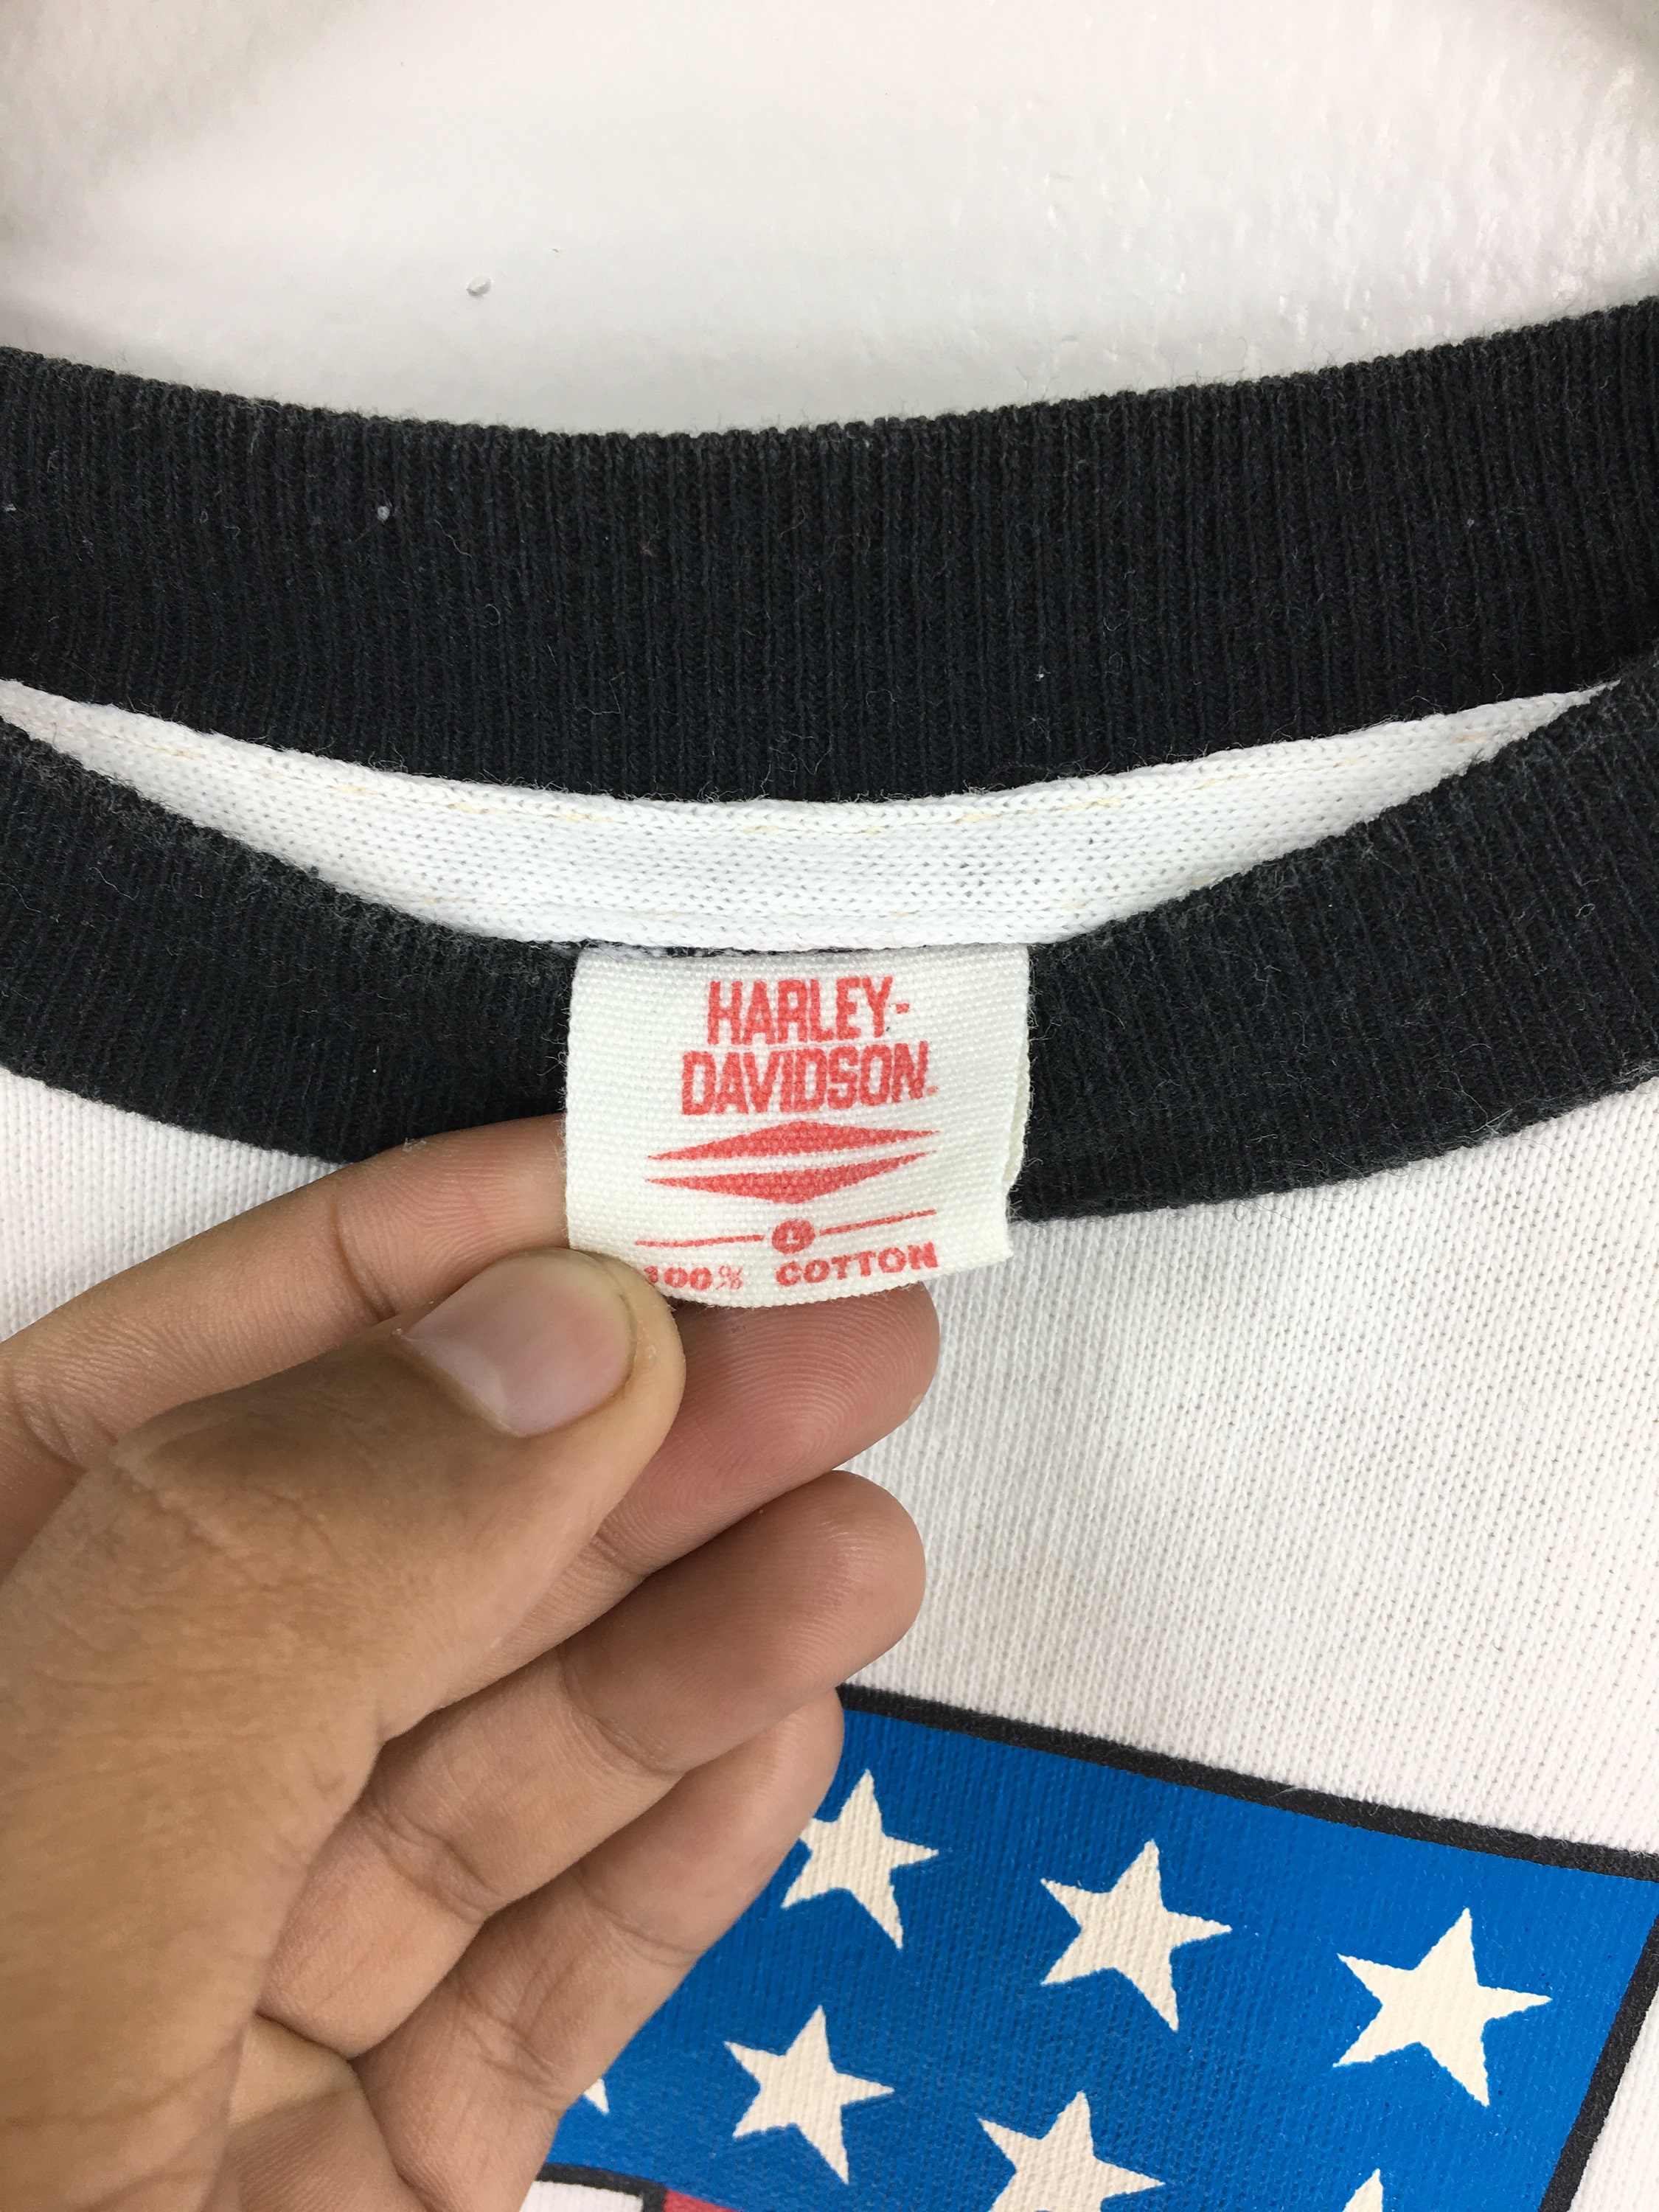 HARLEY-
DAVIDSON
L
100% COTTON